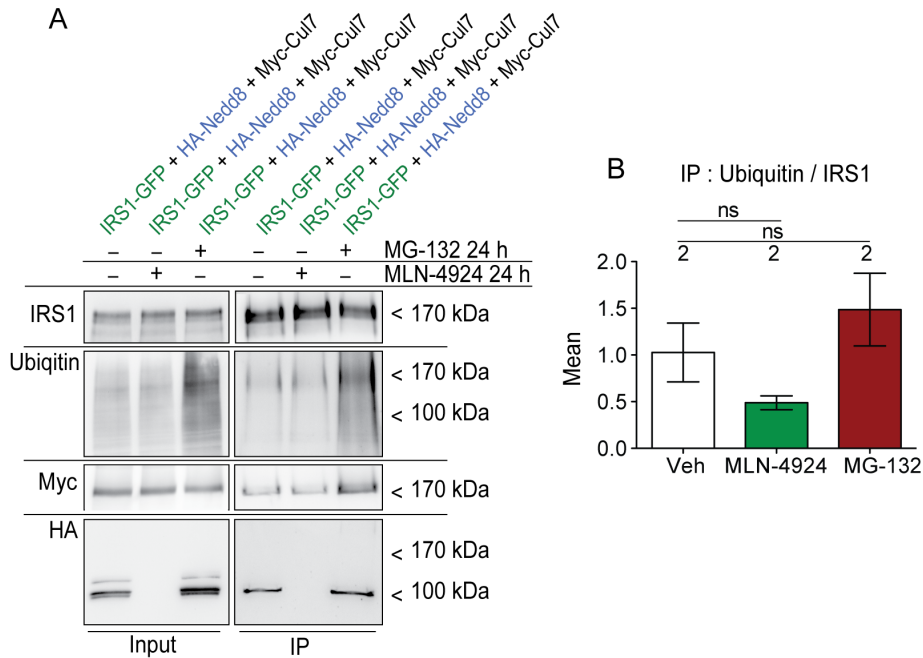 A
IRS1-GFP + HA-Nedd8 + Myc-Cul7
IRS1-GFP + HA-Nedd8 + Myc-Cul7
IRS1-GFP + HA-Nedd8 + Myc-Cul7
IRS1-GFP + HA-Nedd8 + Myc-Cul7
IRS1-GFP + HA-Nedd8 + Myc-Cul7
IRS1-GFP + HA-Nedd8 + Myc-Cul7
– – + – – + MG-132 24 h
– + – – + – MLN-4924 24 h
IRS1 < 170 kDa
Ubiqitin < 170 kDa
< 100 kDa
Myc < 170 kDa
HA < 170 kDa
< 100 kDa
Input IP
B
IP : Ubiquitin / IRS1
ns
ns
2 2 2
2.0
1.5
1.0
0.5
0.0
Mean
Veh MLN-4924 MG-132